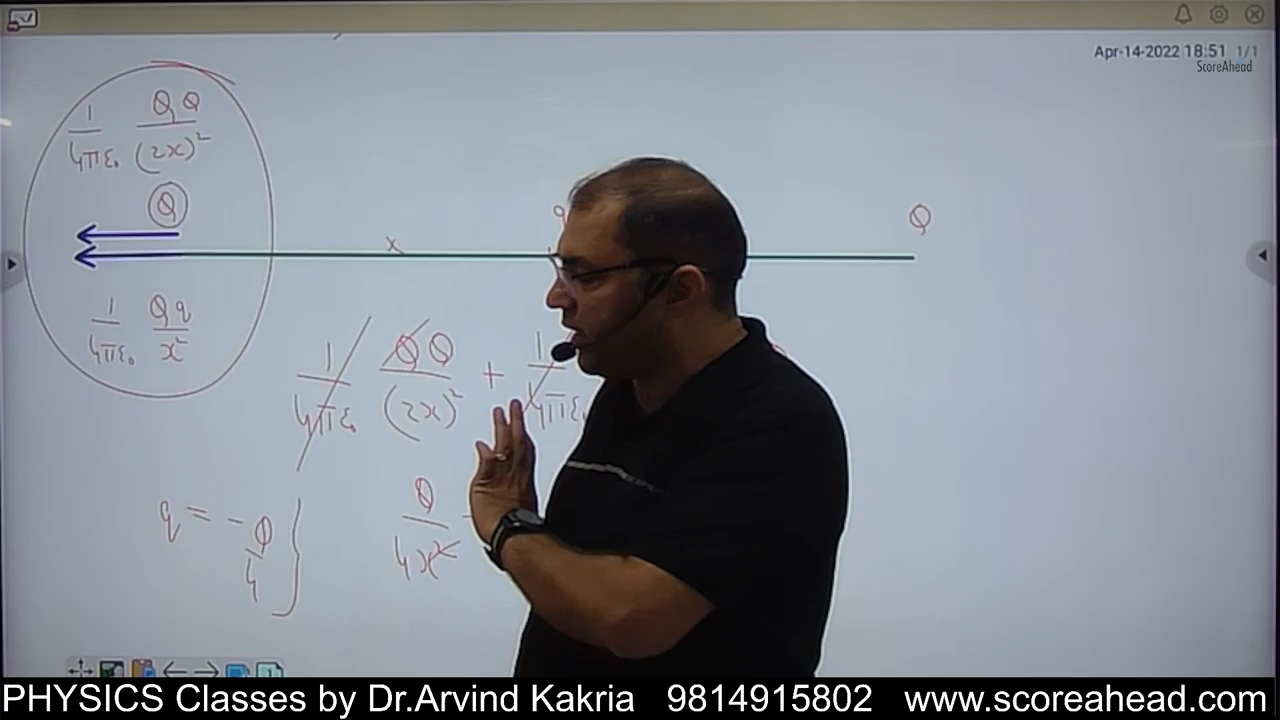 Apr-14-2022 18:51 1/1
ScoreAhead
1/4πε₀ QQ/(2x)²
Q
q
Q
x
1/4πε₀ Qq/x²
1/4πε₀ QQ/(2x)² + 1/4πε₀
q = -Q/4
Q/4x²
PHYSICS Classes by Dr.Arvind Kakria 9814915802 www.scoreahead.com